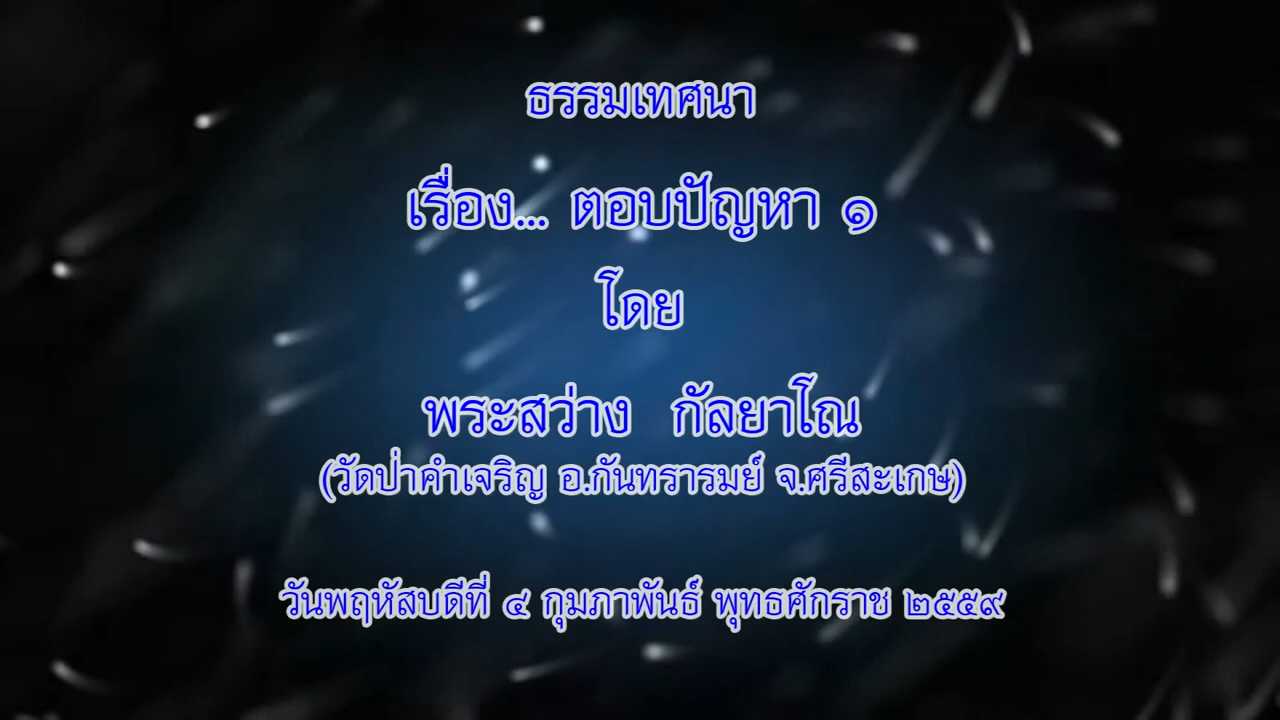 ธรรมเทศนา
เรื่อง... ตอบปัญหา ๑
โดย
พระสว่าง กัลยาโณ
(วัดป่าคำเจริญ อ.กันทรารมย์ จ.ศรีสะเกษ)
วันพฤหัสบดีที่ ๔ กุมภาพันธ์ พุทธศักราช ๒๕๕๙